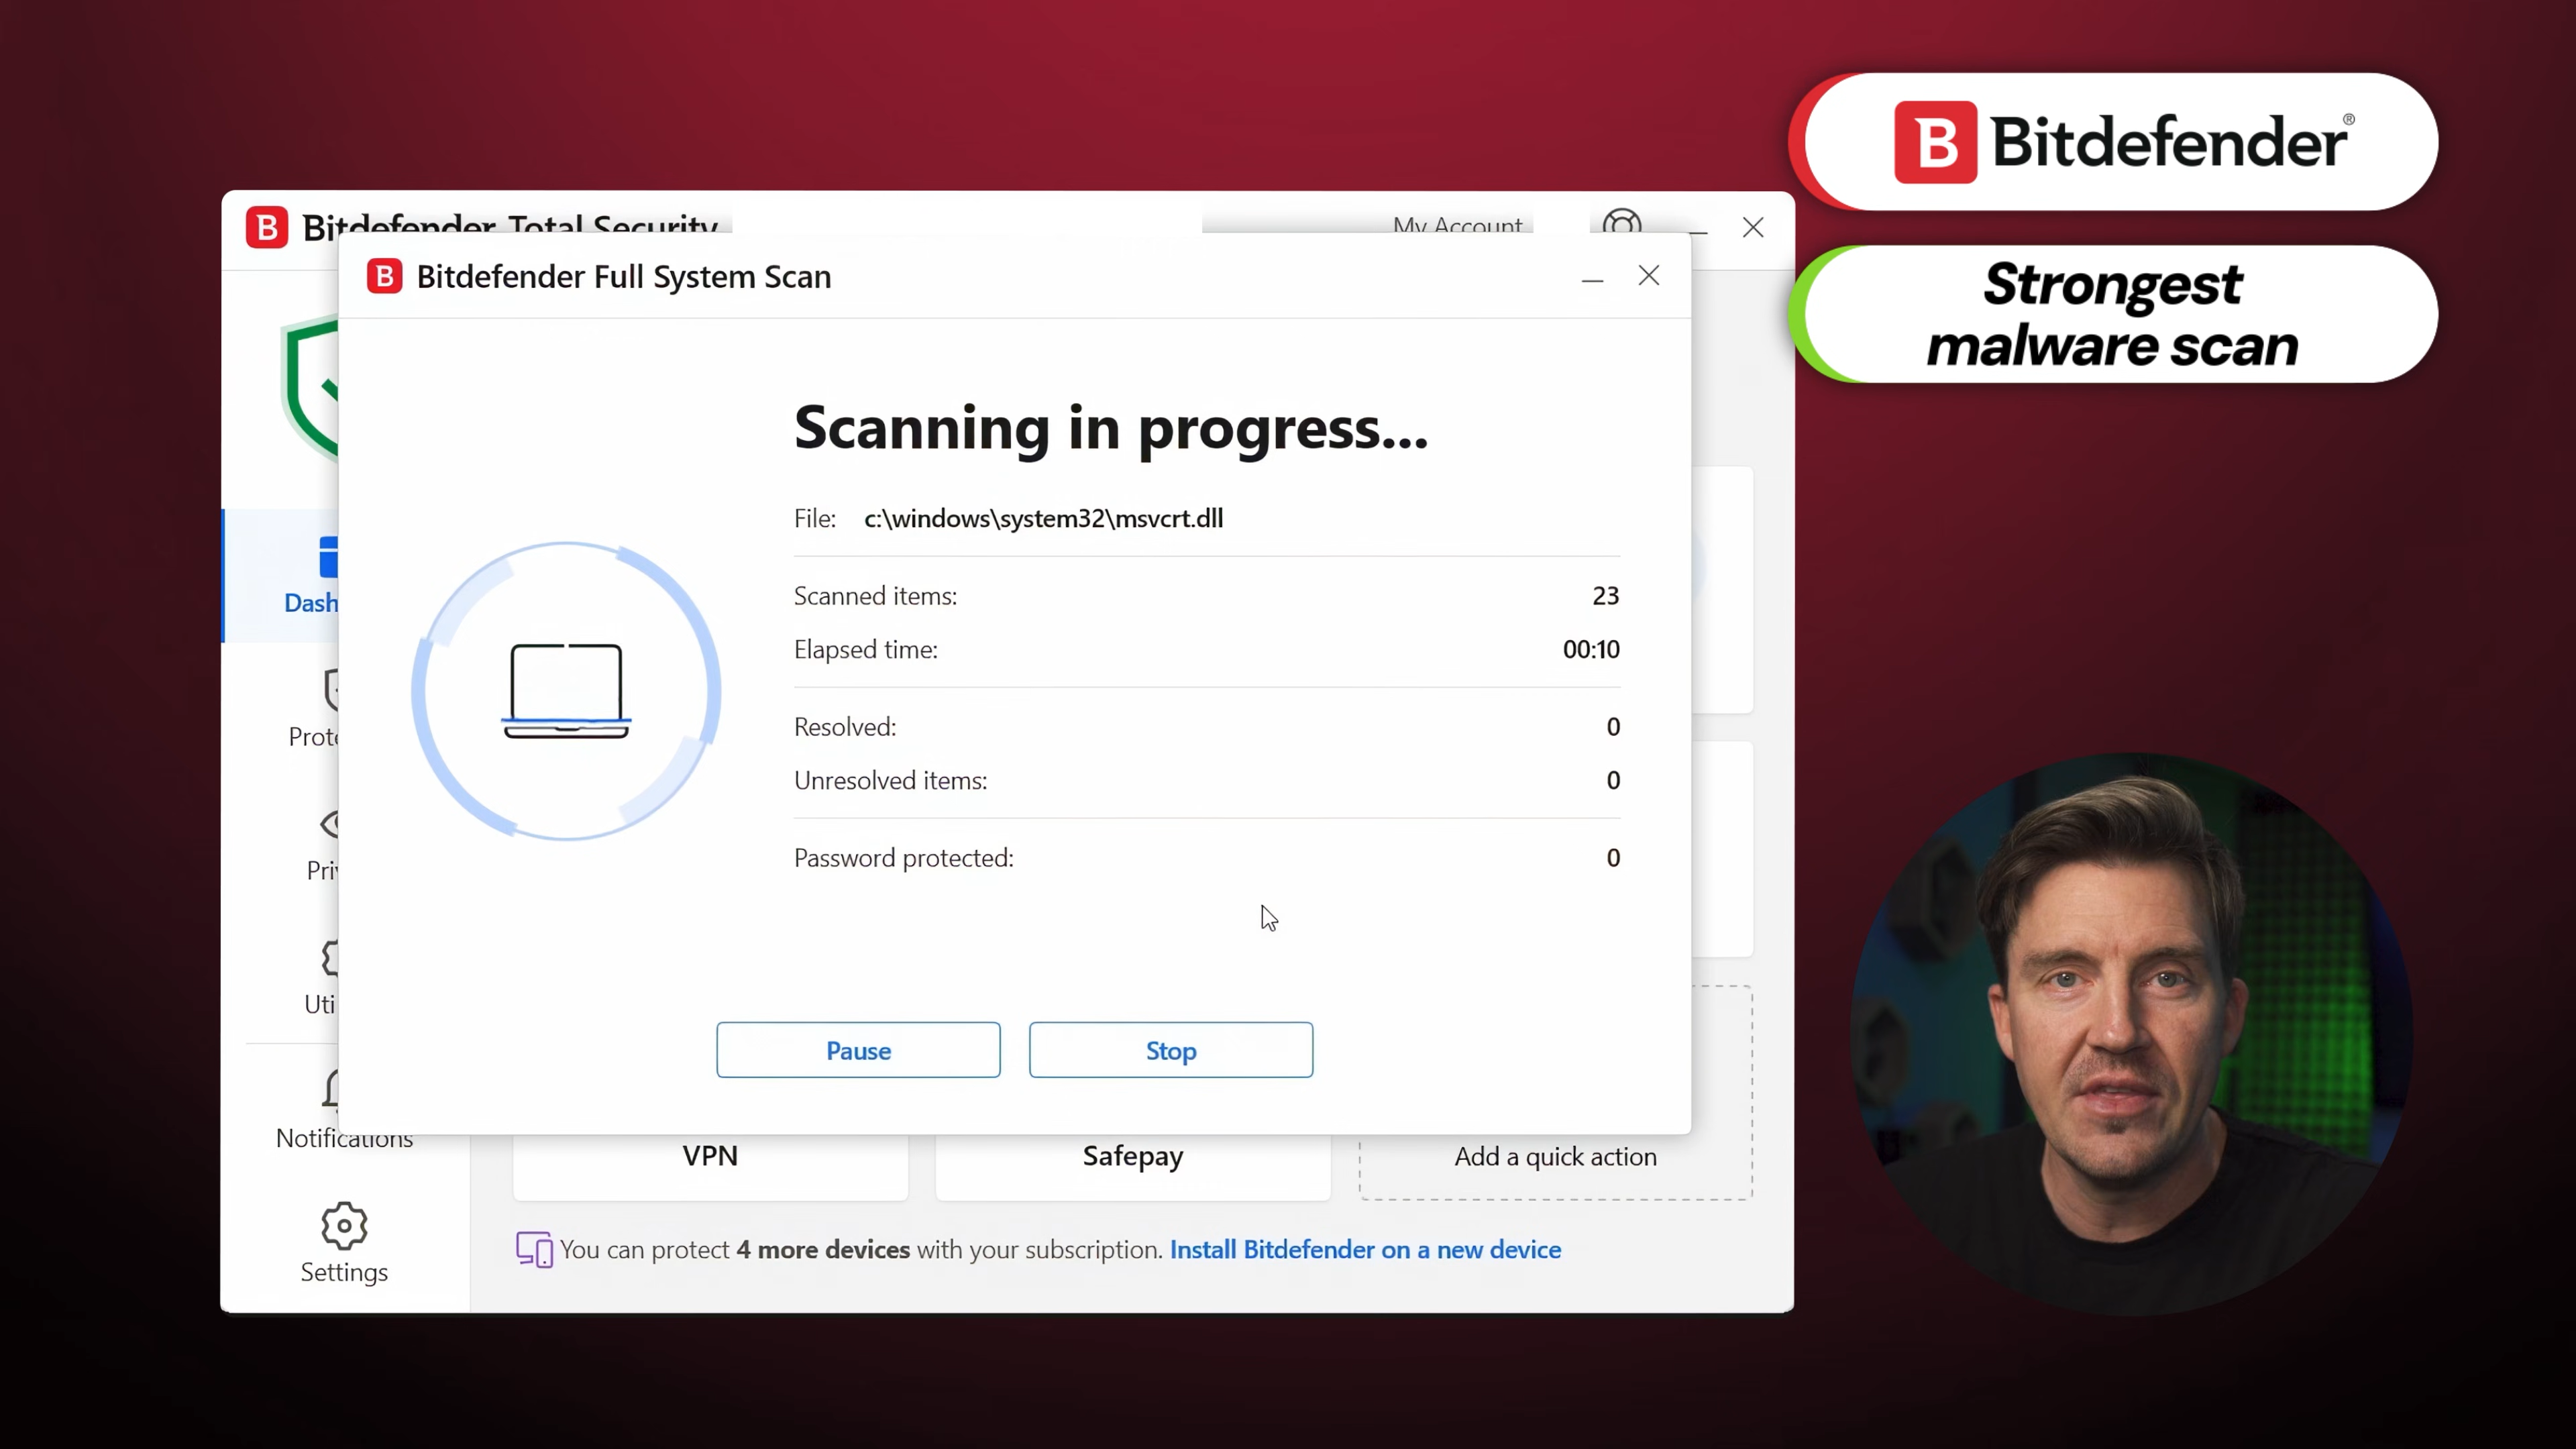 B Bitdefender®
Strongest
malware scan
B Bitdefender Total Security
My Account
B Bitdefender Full System Scan
Scanning in progress...
File: c:\windows\system32\msvcrt.dll
Scanned items: 23
Elapsed time: 00:10
Resolved: 0
Unresolved items: 0
Password protected: 0
Pause
Stop
Dash
Prote
Priv
Uti
Notifications
Settings
VPN
Safepay
Add a quick action
You can protect 4 more devices with your subscription. Install Bitdefender on a new device